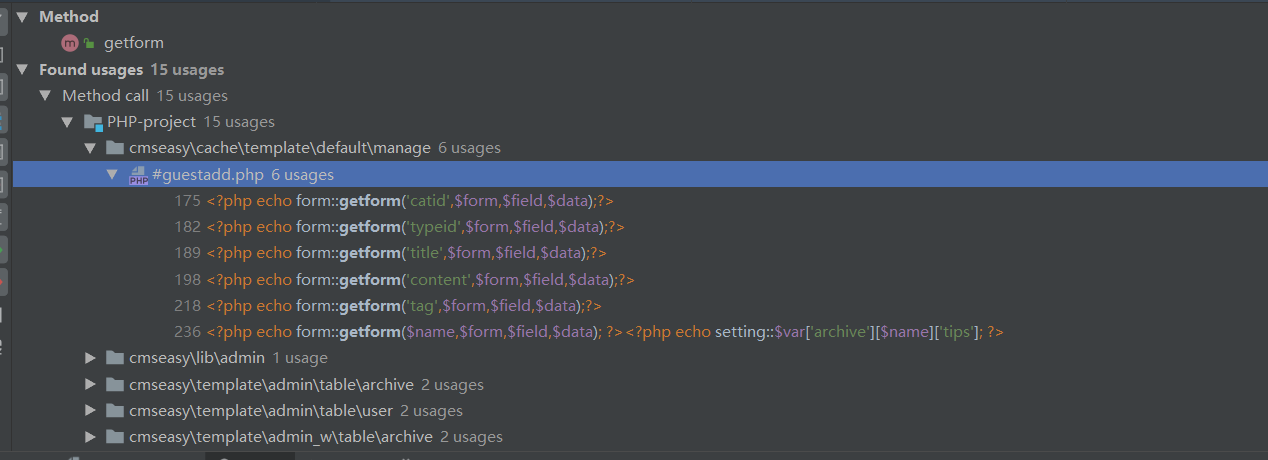 Method
m getform
Found usages 15 usages
Method call 15 usages
PHP-project 15 usages
cmseasy\cache\template\default\manage 6 usages
PHP #guestadd.php 6 usages
175 <?php echo form::getform('catid',$form,$field,$data);?>
182 <?php echo form::getform('typeid',$form,$field,$data);?>
189 <?php echo form::getform('title',$form,$field,$data);?>
198 <?php echo form::getform('content',$form,$field,$data);?>
218 <?php echo form::getform('tag',$form,$field,$data);?>
236 <?php echo form::getform($name,$form,$field,$data); ?><?php echo setting::$var['archive'][$name]['tips']; ?>
cmseasy\lib\admin 1 usage
cmseasy\template\admin\table\archive 2 usages
cmseasy\template\admin\table\user 2 usages
cmseasy\template\admin_w\table\archive 2 usages